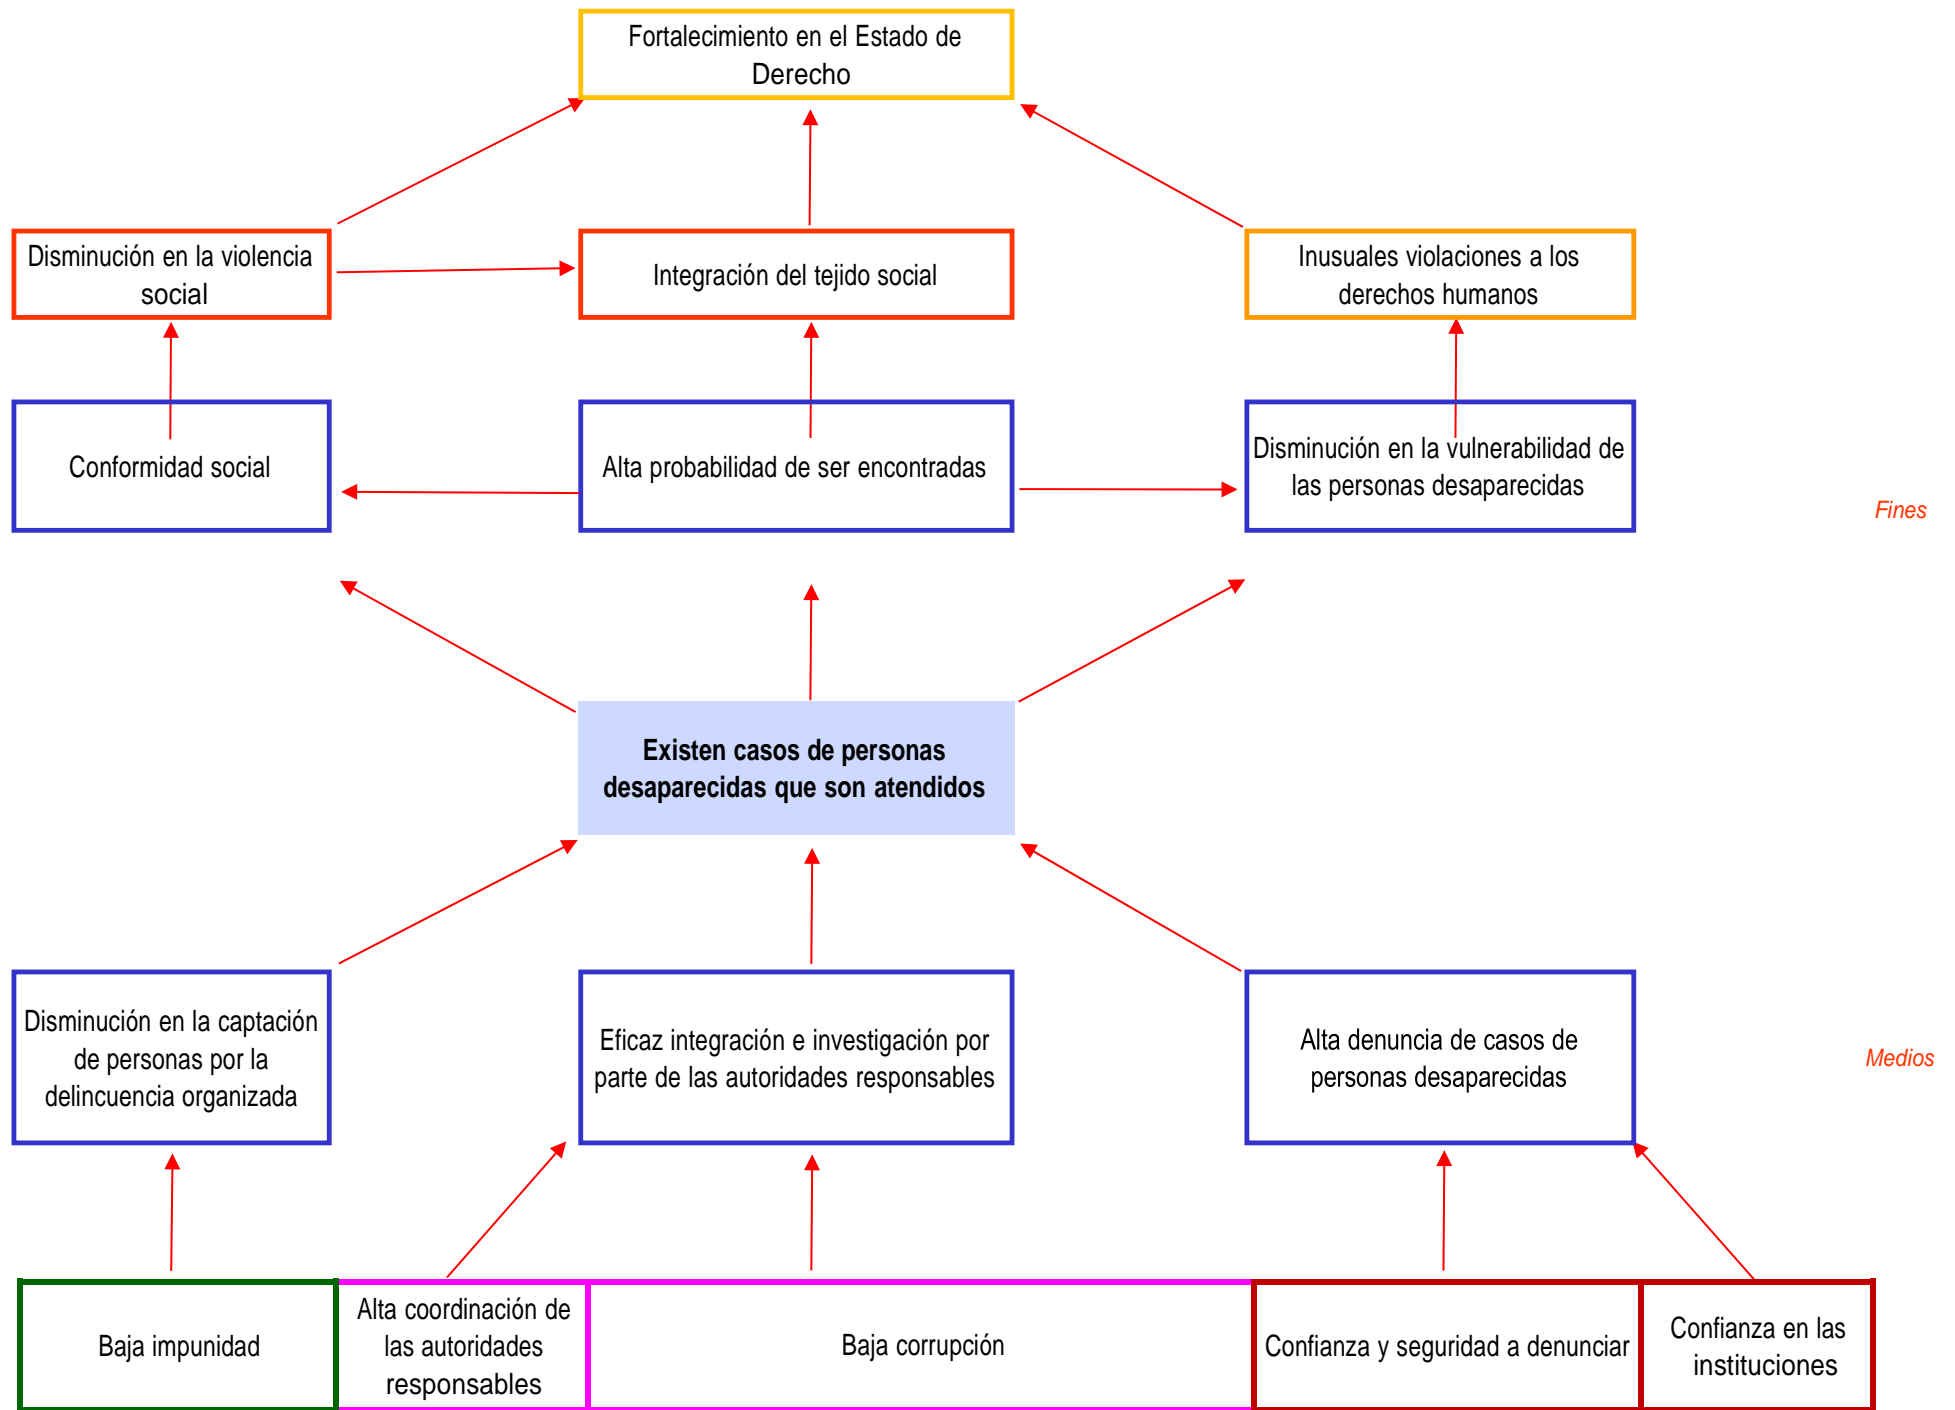 Fortalecimiento en el Estado de
Derecho
Disminución en la violencia
social
Integración del tejido social
Inusuales violaciones a los
derechos humanos
Conformidad social
Alta probabilidad de ser encontradas
Disminución en la vulnerabilidad de
las personas desaparecidas
Fines
Existen casos de personas
desaparecidas que son atendidos
Disminución en la captación
de personas por la
delincuencia organizada
Eficaz integración e investigación por
parte de las autoridades responsables
Alta denuncia de casos de
personas desaparecidas
Medios
Baja impunidad
Alta coordinación de
las autoridades
responsables
Baja corrupción
Confianza y seguridad a denunciar
Confianza en las
instituciones